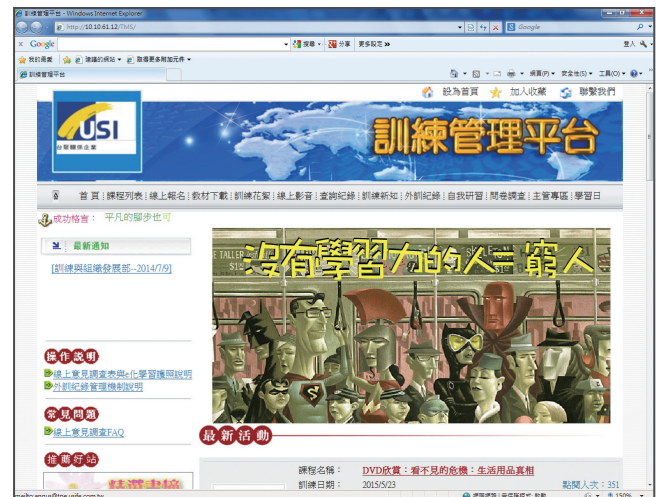 訓練管理平台 - Windows Internet Explorer
http://10.10.61.12/TMS/
Google
Google
搜尋
分享
更多設定 »
登入
我的最愛
建議的網站
取得更多附加元件
訓練管理平台
網頁(P)
安全性(S)
工具(O)
設為首頁
加入收藏
聯繫我們
USI
台聚關係企業
訓練管理平台
首 頁 | 課程列表 | 線上報名 | 教材下載 | 訓練花絮 | 線上影音 | 查詢紀錄 | 訓練新知 | 外訓紀錄 | 自我研習 | 問卷調查 | 主管專區 | 學習日
成功格言： 平凡的腳步也可
最新通知
[訓練與組織發展部--2014/7/9]
沒有學習力的人=窮人
操作說明
線上意見調查表與e化學習護照說明
外訓紀錄管理機制說明
常見問題
線上意見調查FAQ
最新活動
推薦好站
課程名稱：
DVD欣賞：看不見的危機：生活用品真相
訓練日期：
2015/5/23
點閱人次：351
150%